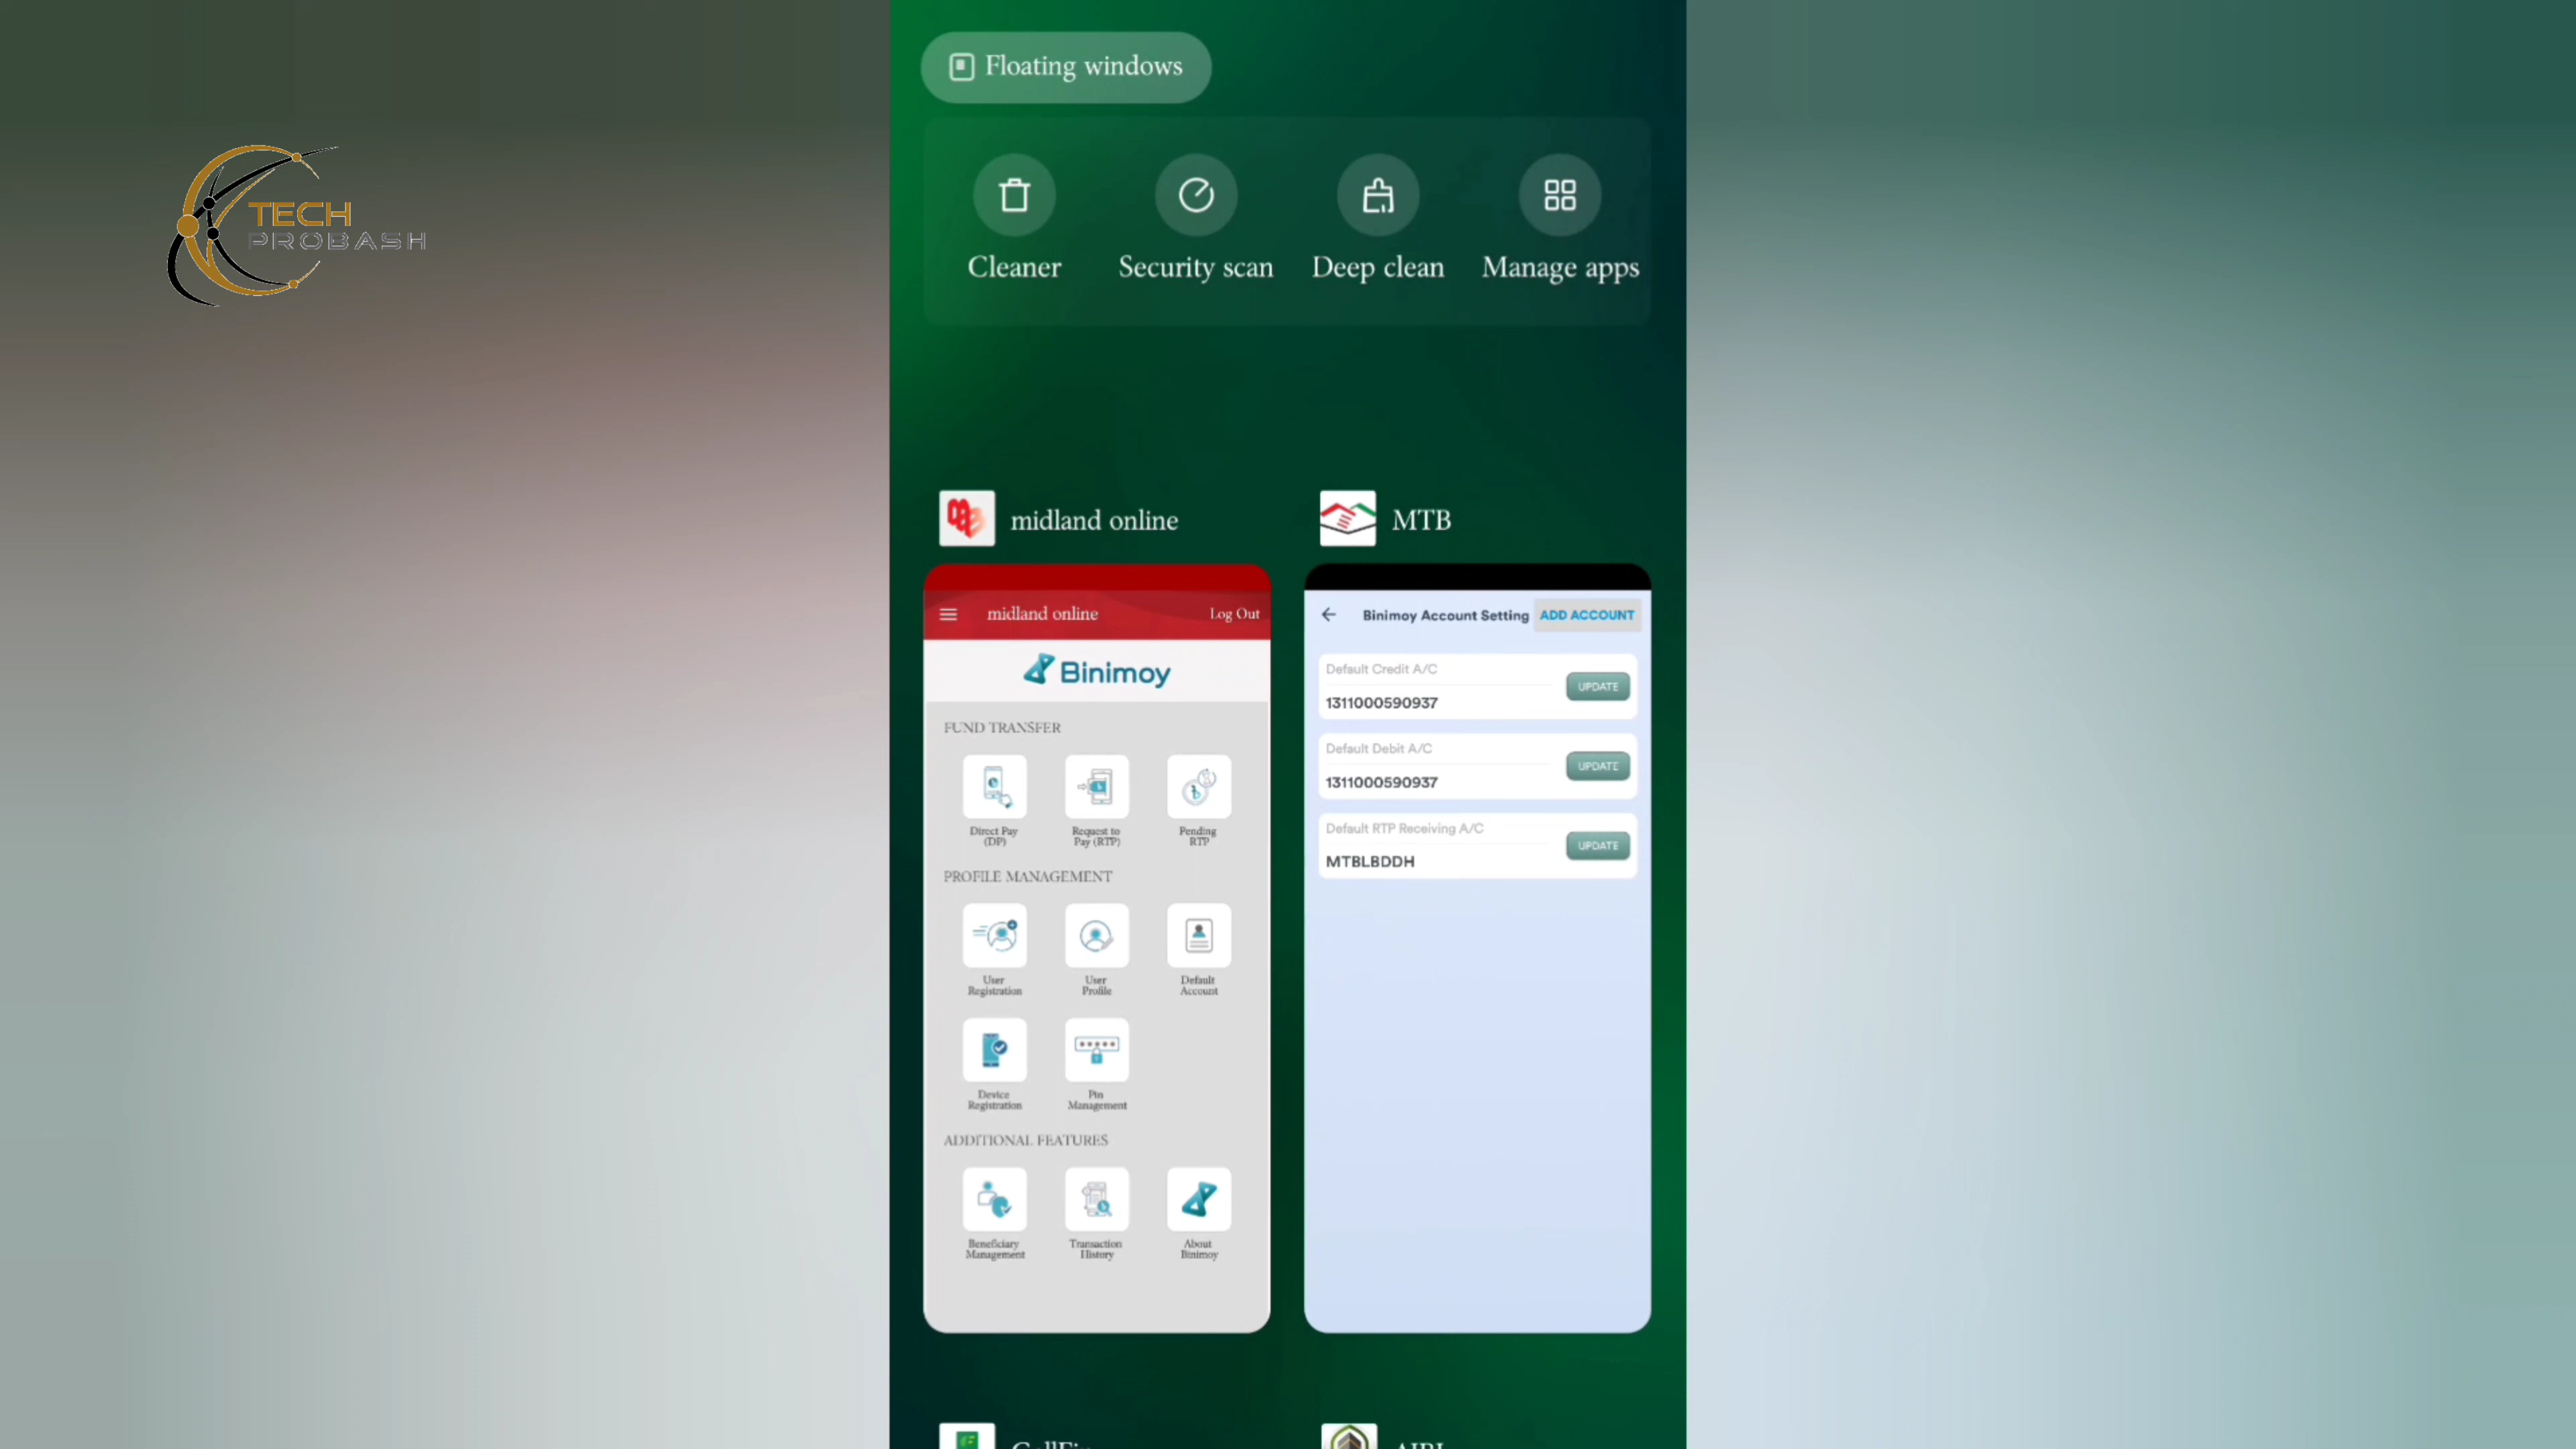 TECH
PROBASH
Floating windows
Cleaner
Security scan
Deep clean
Manage apps
midland online
MTB
midland online
Log Out
Binimoy
FUND TRANSFER
Direct Pay
(DP)
Request to
Pay (RTP)
Pending
RTP
PROFILE MANAGEMENT
User
Registration
User
Profile
Default
Account
Device
Registration
Pin
Management
ADDITIONAL FEATURES
Beneficiary
Management
Transaction
History
About
Binimoy
Binimoy Account Setting
ADD ACCOUNT
Default Credit A/C
1311000590937
UPDATE
Default Debit A/C
1311000590937
UPDATE
Default RTP Receiving A/C
MTBLBDDH
UPDATE